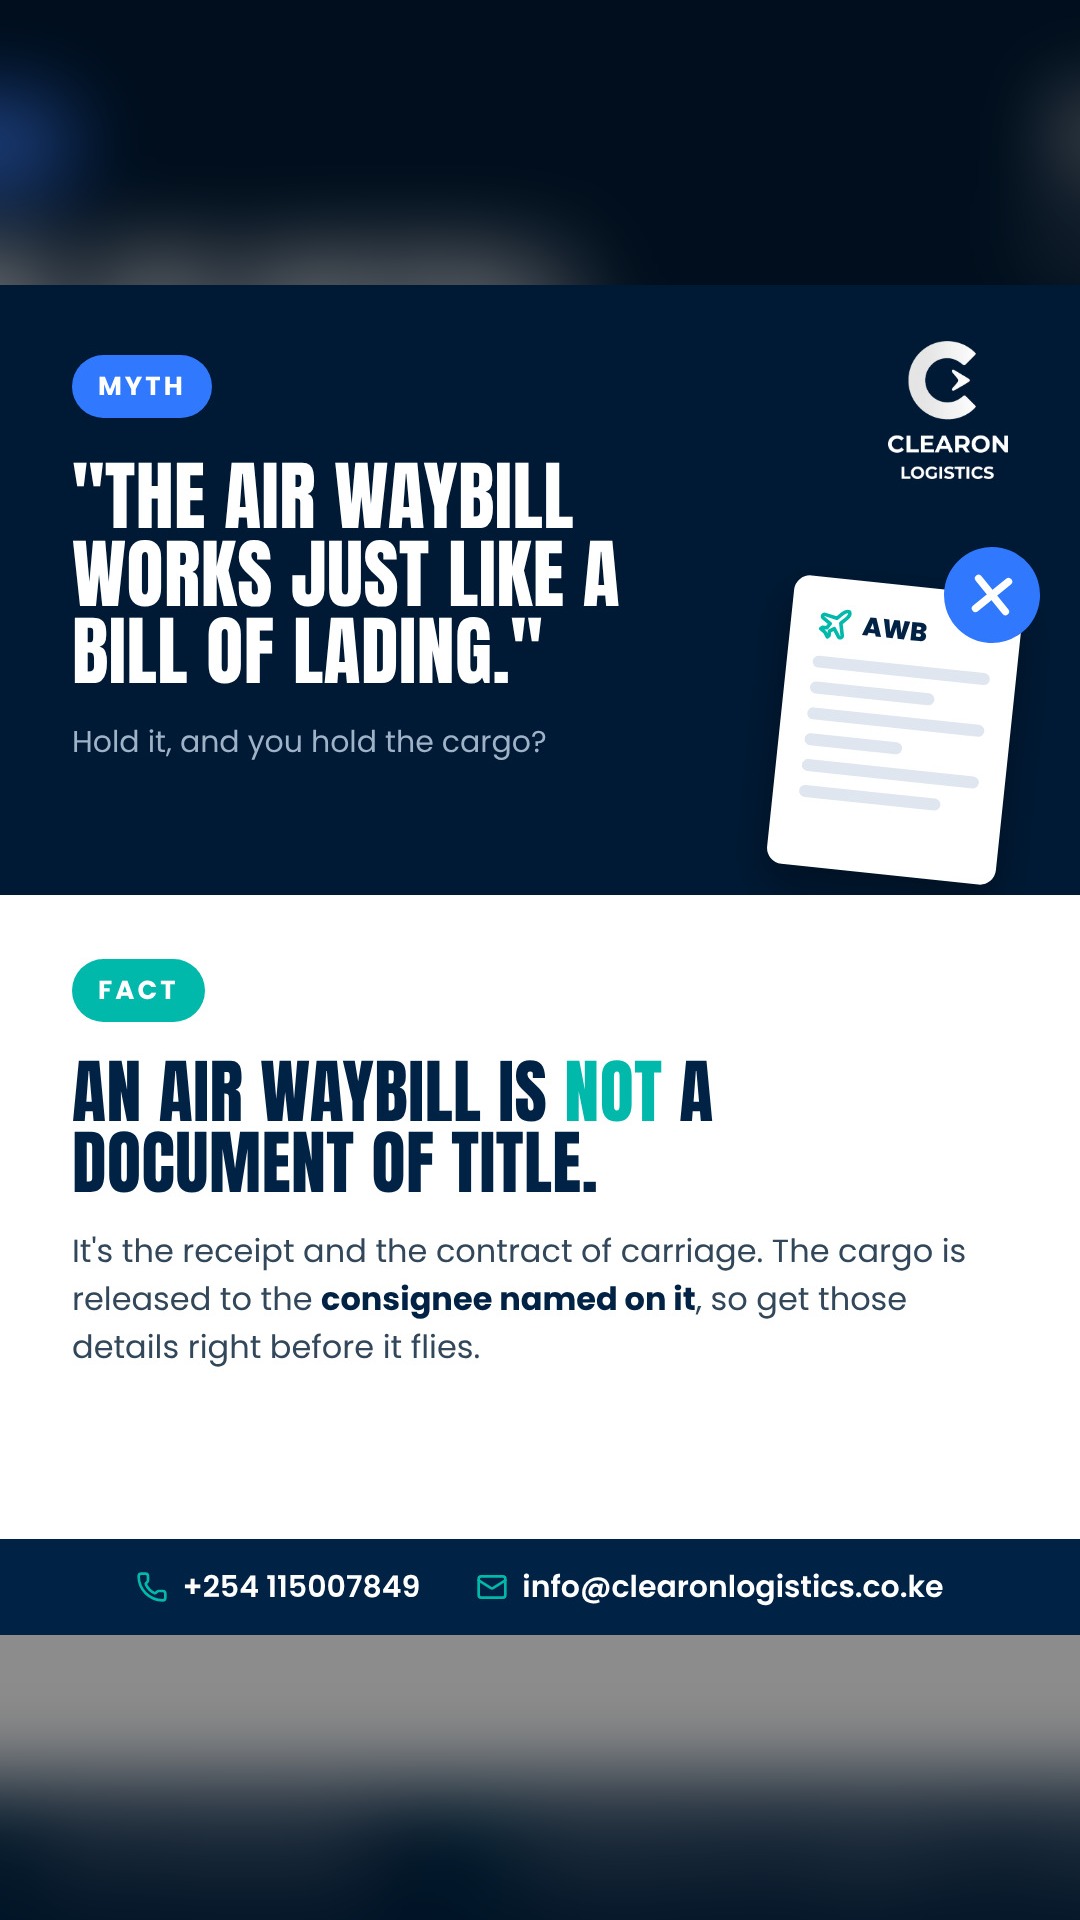 MYTH
CLEARON
LOGISTICS
"THE AIR WAYBILL
WORKS JUST LIKE A
BILL OF LADING."
Hold it, and you hold the cargo?
AWB
FACT
AN AIR WAYBILL IS NOT A
DOCUMENT OF TITLE.
It's the receipt and the contract of carriage. The cargo is
released to the consignee named on it, so get those
details right before it flies.
+254 115007849
info@clearonlogistics.co.ke